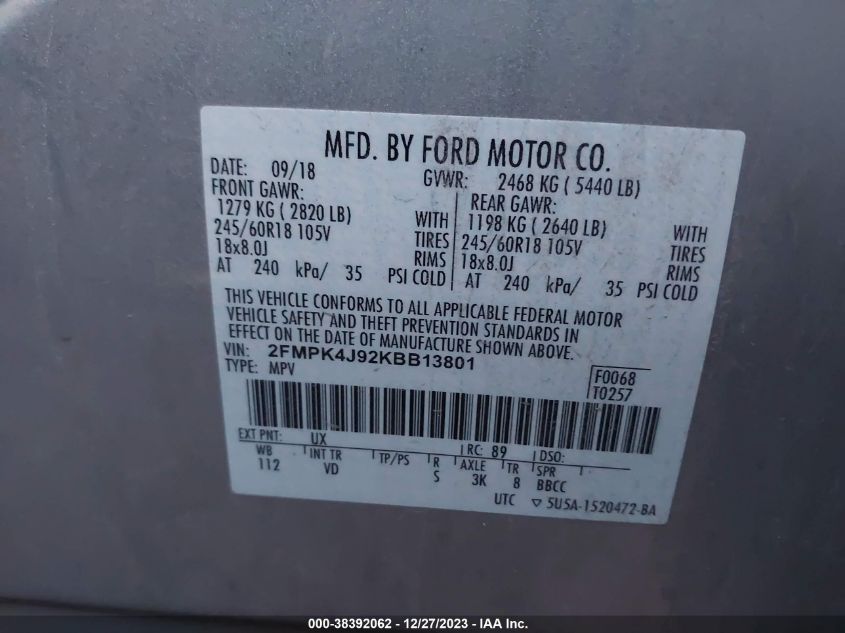 MFD. BY FORD MOTOR CO.
DATE: 09/18 GVWR: 2468 KG ( 5440 LB)
FRONT GAWR: REAR GAWR:
1279 KG ( 2820 LB) WITH 1198 KG ( 2640 LB) WITH
245/60R18 105V TIRES 245/60R18 105V TIRES
18x8.0J RIMS 18x8.0J RIMS
AT 240 kPa/ 35 PSI COLD AT 240 kPa/ 35 PSI COLD
THIS VEHICLE CONFORMS TO ALL APPLICABLE FEDERAL MOTOR
VEHICLE SAFETY AND THEFT PREVENTION STANDARDS IN
EFFECT ON THE DATE OF MANUFACTURE SHOWN ABOVE.
VIN: 2FMPK4J92KBB13801
TYPE: MPV F0068
T0257
EXT PNT: UX RC: 89 DSO:
WB INT TR TP/PS R AXLE TR SPR
112 VD S 3K 8 BBCC
UTC ▽ 5U5A-1520472-BA
000-38392062 - 12/27/2023 - IAAI Inc.